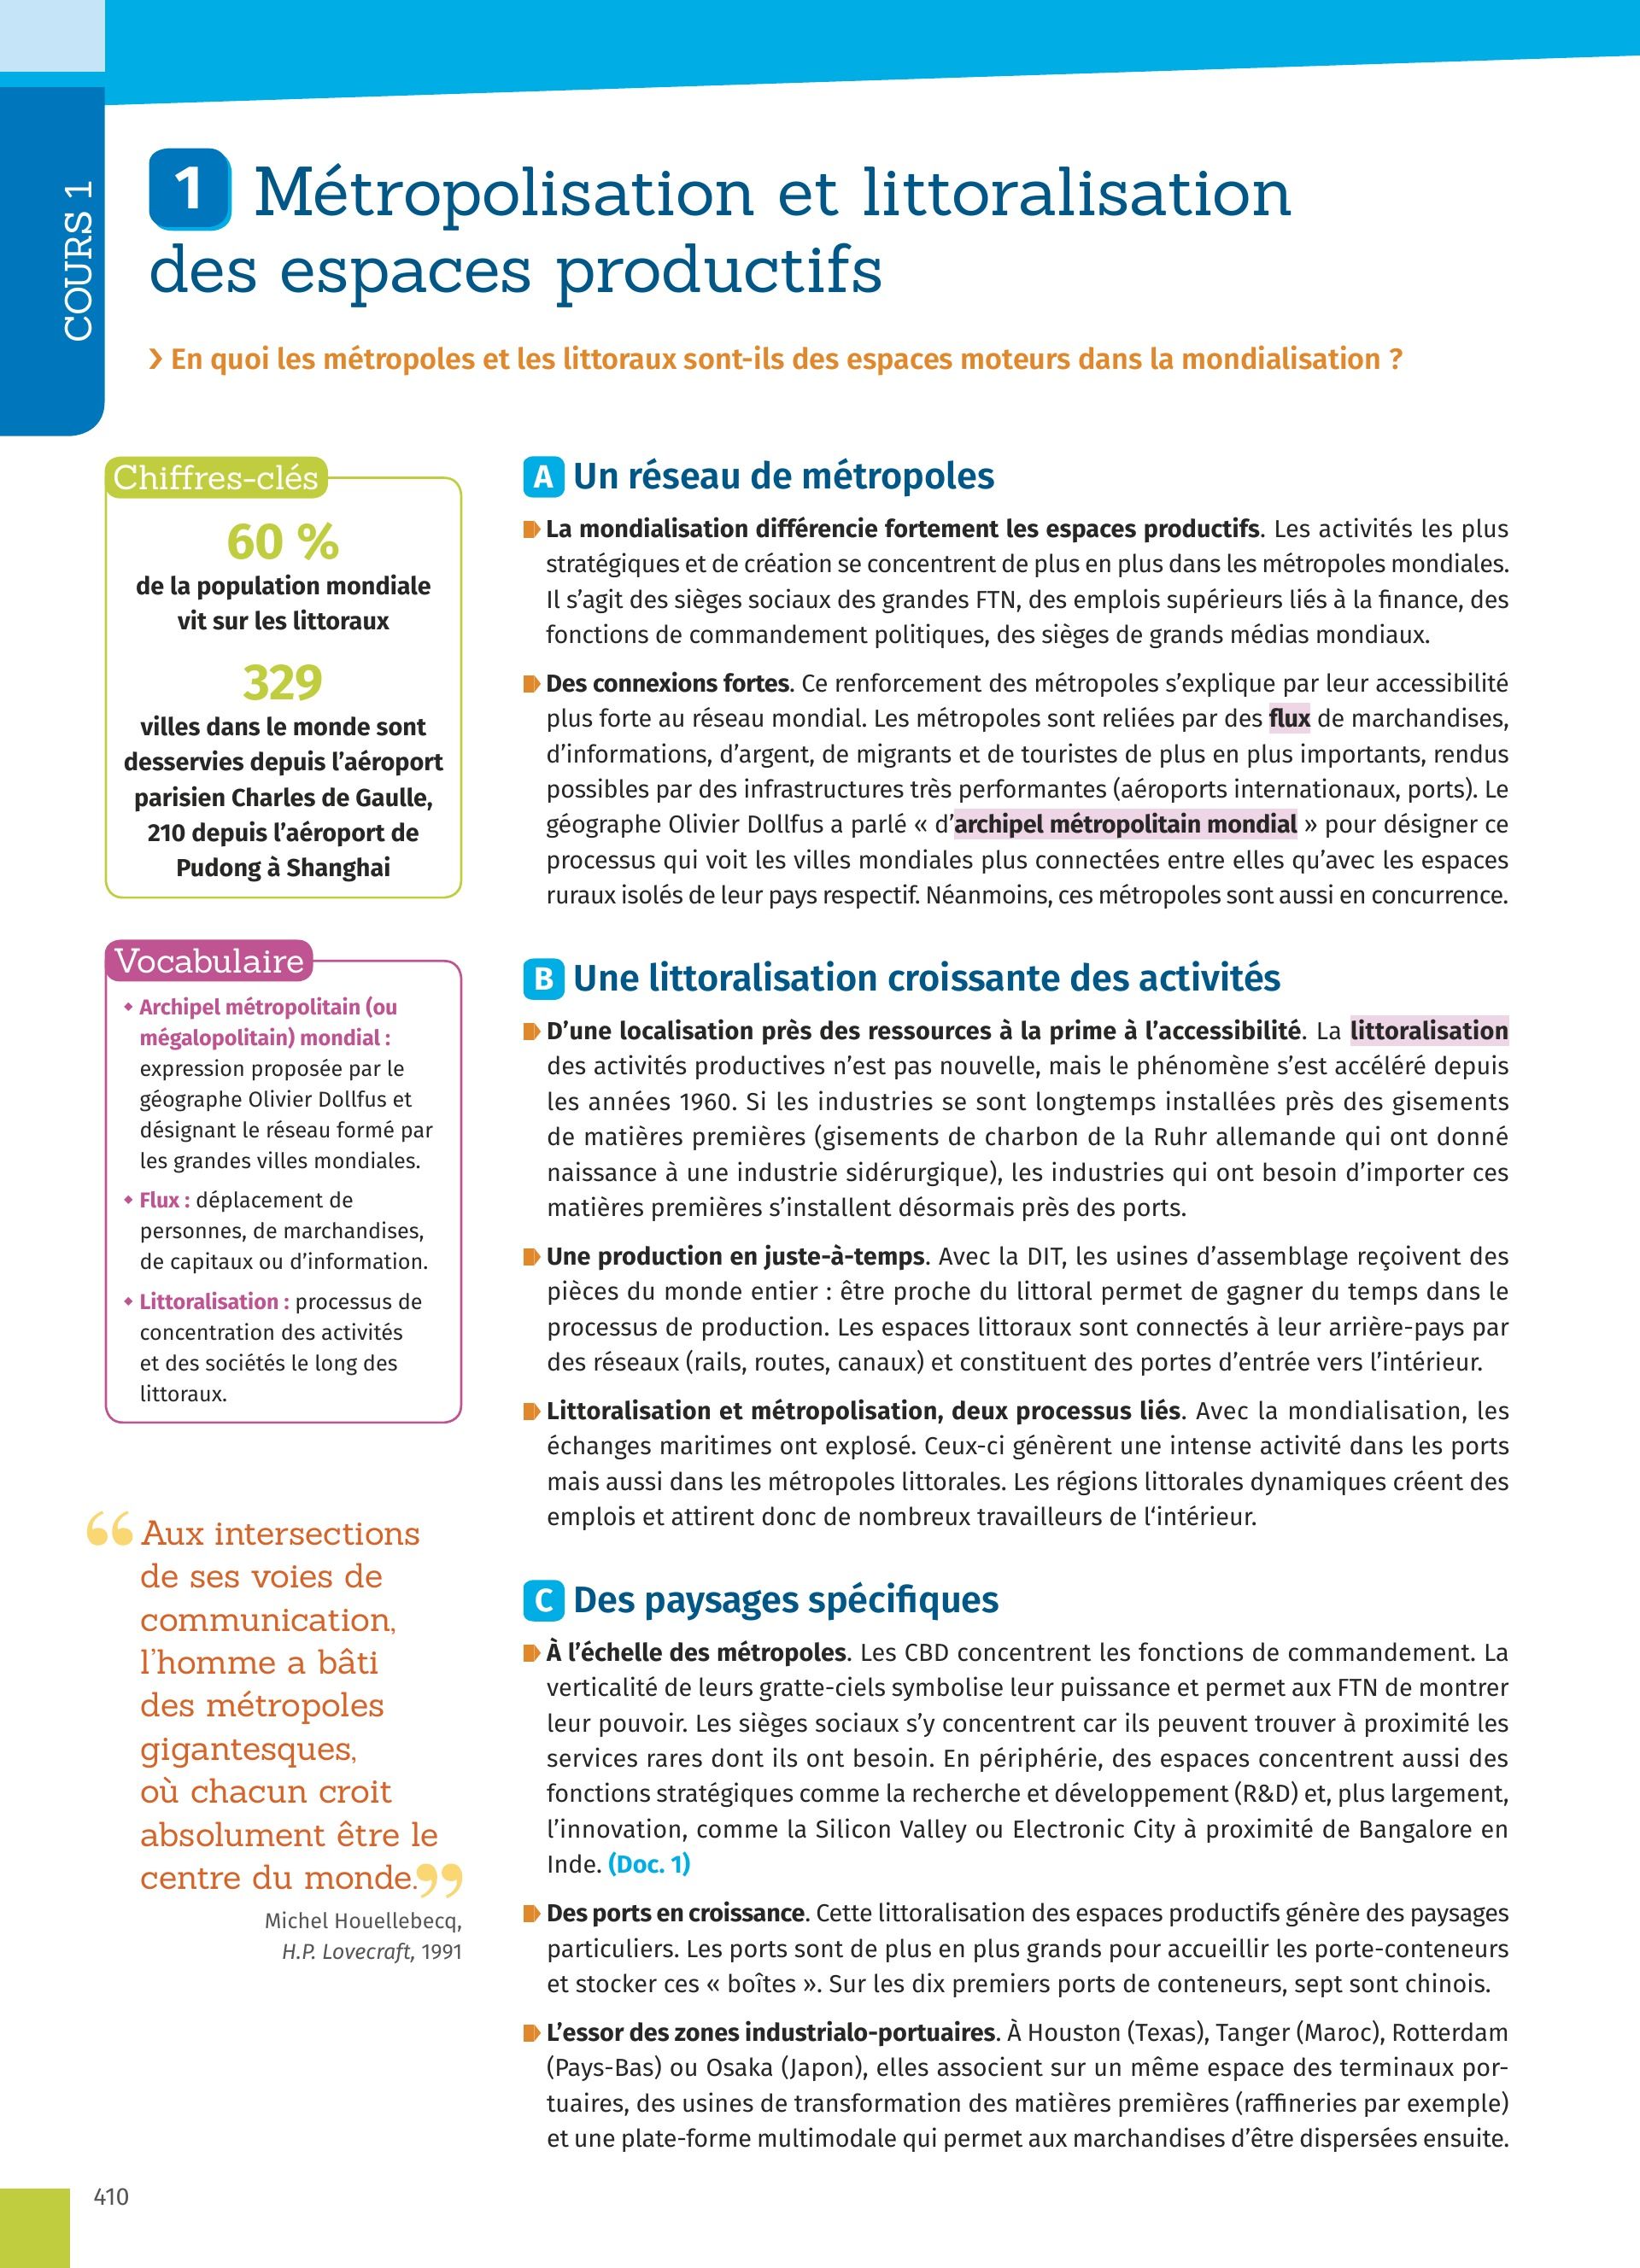 COURS 1
1 Métropolisation et littoralisation
des espaces productifs
› En quoi les métropoles et les littoraux sont-ils des espaces moteurs dans la mondialisation ?
Chiffres-clés
60 %
de la population mondiale
vit sur les littoraux
329
villes dans le monde sont
desservies depuis l’aéroport
parisien Charles de Gaulle,
210 depuis l’aéroport de
Pudong à Shanghai
Vocabulaire
• Archipel métropolitain (ou
mégalopolitain) mondial :
expression proposée par le
géographe Olivier Dollfus et
désignant le réseau formé par
les grandes villes mondiales.
• Flux : déplacement de
personnes, de marchandises,
de capitaux ou d’information.
• Littoralisation : processus de
concentration des activités
et des sociétés le long des
littoraux.
“ Aux intersections
de ses voies de
communication,
l’homme a bâti
des métropoles
gigantesques,
où chacun croit
absolument être le
centre du monde.”
Michel Houellebecq,
H.P. Lovecraft, 1991
A Un réseau de métropoles
La mondialisation différencie fortement les espaces productifs. Les activités les plus
stratégiques et de création se concentrent de plus en plus dans les métropoles mondiales.
Il s’agit des sièges sociaux des grandes FTN, des emplois supérieurs liés à la finance, des
fonctions de commandement politiques, des sièges de grands médias mondiaux.
Des connexions fortes. Ce renforcement des métropoles s’explique par leur accessibilité
plus forte au réseau mondial. Les métropoles sont reliées par des flux de marchandises,
d’informations, d’argent, de migrants et de touristes de plus en plus importants, rendus
possibles par des infrastructures très performantes (aéroports internationaux, ports). Le
géographe Olivier Dollfus a parlé « d’archipel métropolitain mondial » pour désigner ce
processus qui voit les villes mondiales plus connectées entre elles qu’avec les espaces
ruraux isolés de leur pays respectif. Néanmoins, ces métropoles sont aussi en concurrence.
B Une littoralisation croissante des activités
D’une localisation près des ressources à la prime à l’accessibilité. La littoralisation
des activités productives n’est pas nouvelle, mais le phénomène s’est accéléré depuis
les années 1960. Si les industries se sont longtemps installées près des gisements
de matières premières (gisements de charbon de la Ruhr allemande qui ont donné
naissance à une industrie sidérurgique), les industries qui ont besoin d’importer ces
matières premières s’installent désormais près des ports.
Une production en juste-à-temps. Avec la DIT, les usines d’assemblage reçoivent des
pièces du monde entier : être proche du littoral permet de gagner du temps dans le
processus de production. Les espaces littoraux sont connectés à leur arrière-pays par
des réseaux (rails, routes, canaux) et constituent des portes d’entrée vers l’intérieur.
Littoralisation et métropolisation, deux processus liés. Avec la mondialisation, les
échanges maritimes ont explosé. Ceux-ci génèrent une intense activité dans les ports
mais aussi dans les métropoles littorales. Les régions littorales dynamiques créent des
emplois et attirent donc de nombreux travailleurs de l‘intérieur.
C Des paysages spécifiques
À l’échelle des métropoles. Les CBD concentrent les fonctions de commandement. La
verticalité de leurs gratte-ciels symbolise leur puissance et permet aux FTN de montrer
leur pouvoir. Les sièges sociaux s’y concentrent car ils peuvent trouver à proximité les
services rares dont ils ont besoin. En périphérie, des espaces concentrent aussi des
fonctions stratégiques comme la recherche et développement (R&D) et, plus largement,
l’innovation, comme la Silicon Valley ou Electronic City à proximité de Bangalore en
Inde. (Doc. 1)
Des ports en croissance. Cette littoralisation des espaces productifs génère des paysages
particuliers. Les ports sont de plus en plus grands pour accueillir les porte-conteneurs
et stocker ces « boîtes ». Sur les dix premiers ports de conteneurs, sept sont chinois.
L’essor des zones industrialo-portuaires. À Houston (Texas), Tanger (Maroc), Rotterdam
(Pays-Bas) ou Osaka (Japon), elles associent sur un même espace des terminaux por-
tuaires, des usines de transformation des matières premières (raffineries par exemple)
et une plate-forme multimodale qui permet aux marchandises d’être dispersées ensuite.
410